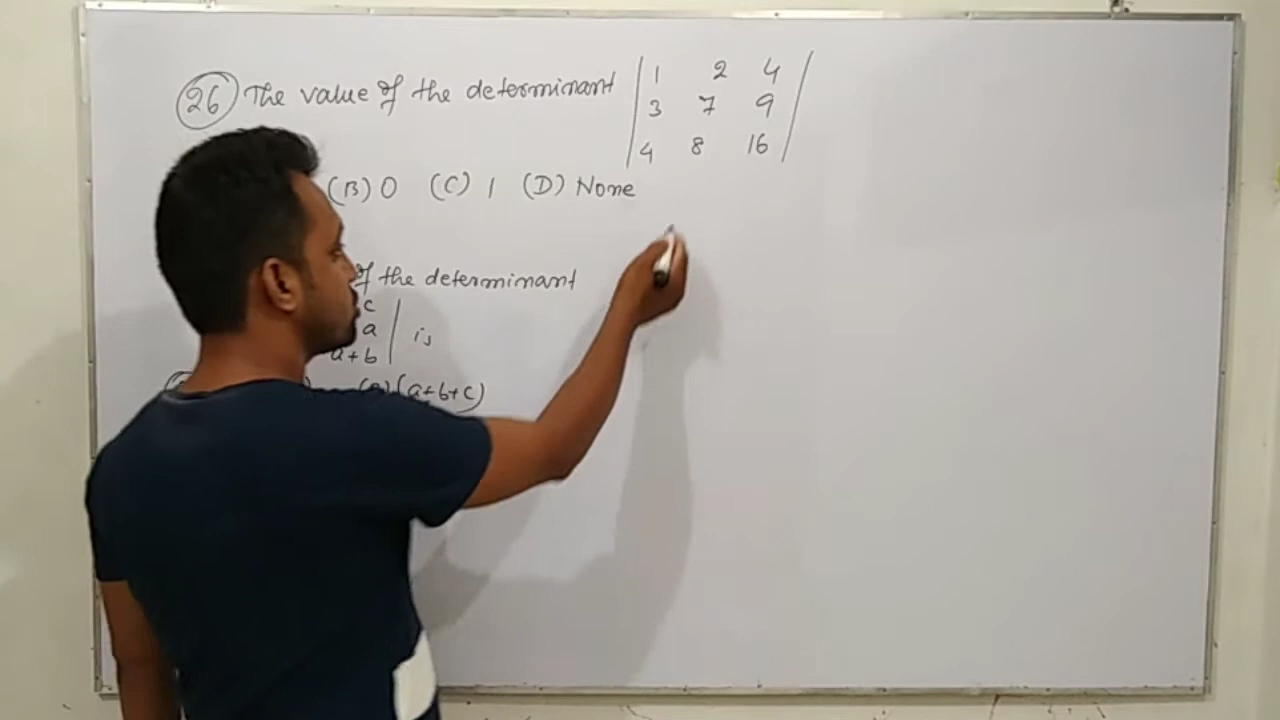 26 The value of the determinant | 1 2 4 |
| 3 7 9 |
| 4 8 16 |
(B) 0 (C) 1 (D) None
of the determinant
c
a | is
a+b
(a+b+c)